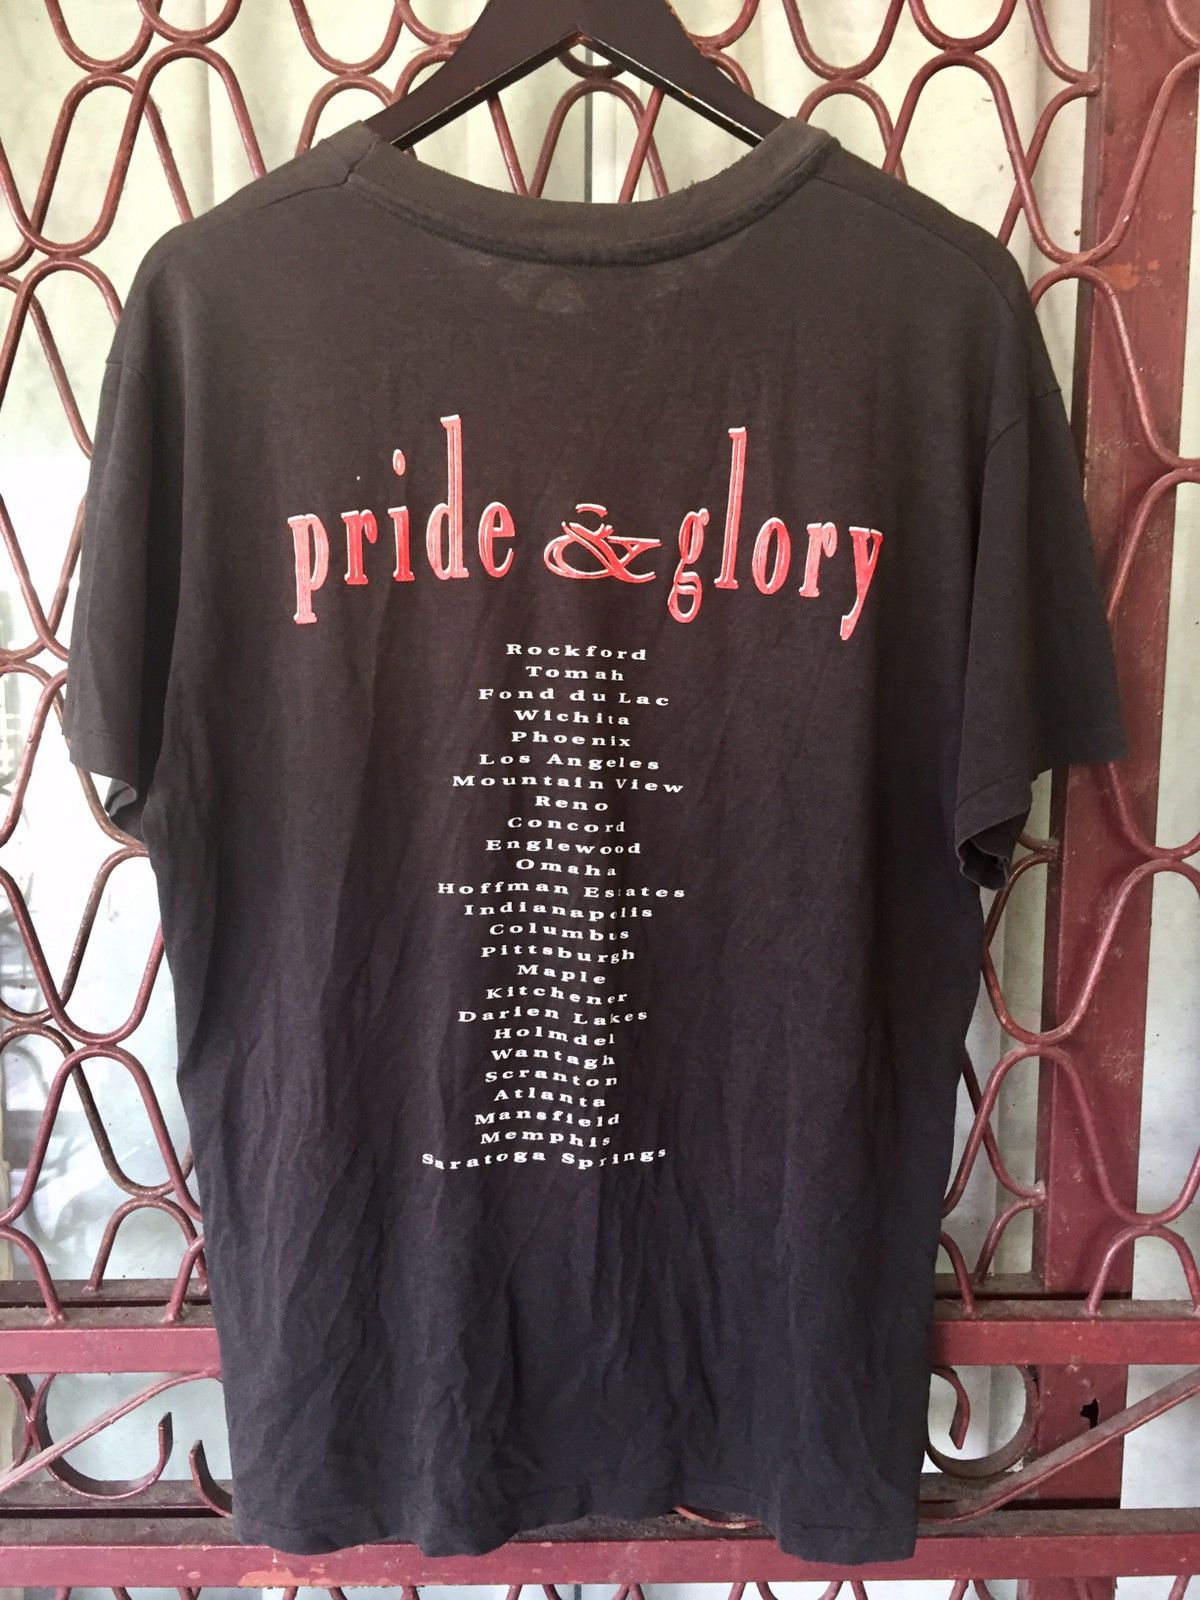 pride & glory
Rockford
Tomah
Fond du Lac
Wichita
Phoenix
Los Angeles
Mountain View
Reno
Concord
Englewood
Omaha
Hoffman Estates
Indianapolis
Columbus
Pittsburgh
Maple
Kitchener
Darien Lakes
Holmdel
Wantagh
Scranton
Atlanta
Mansfield
Memphis
Saratoga Springs